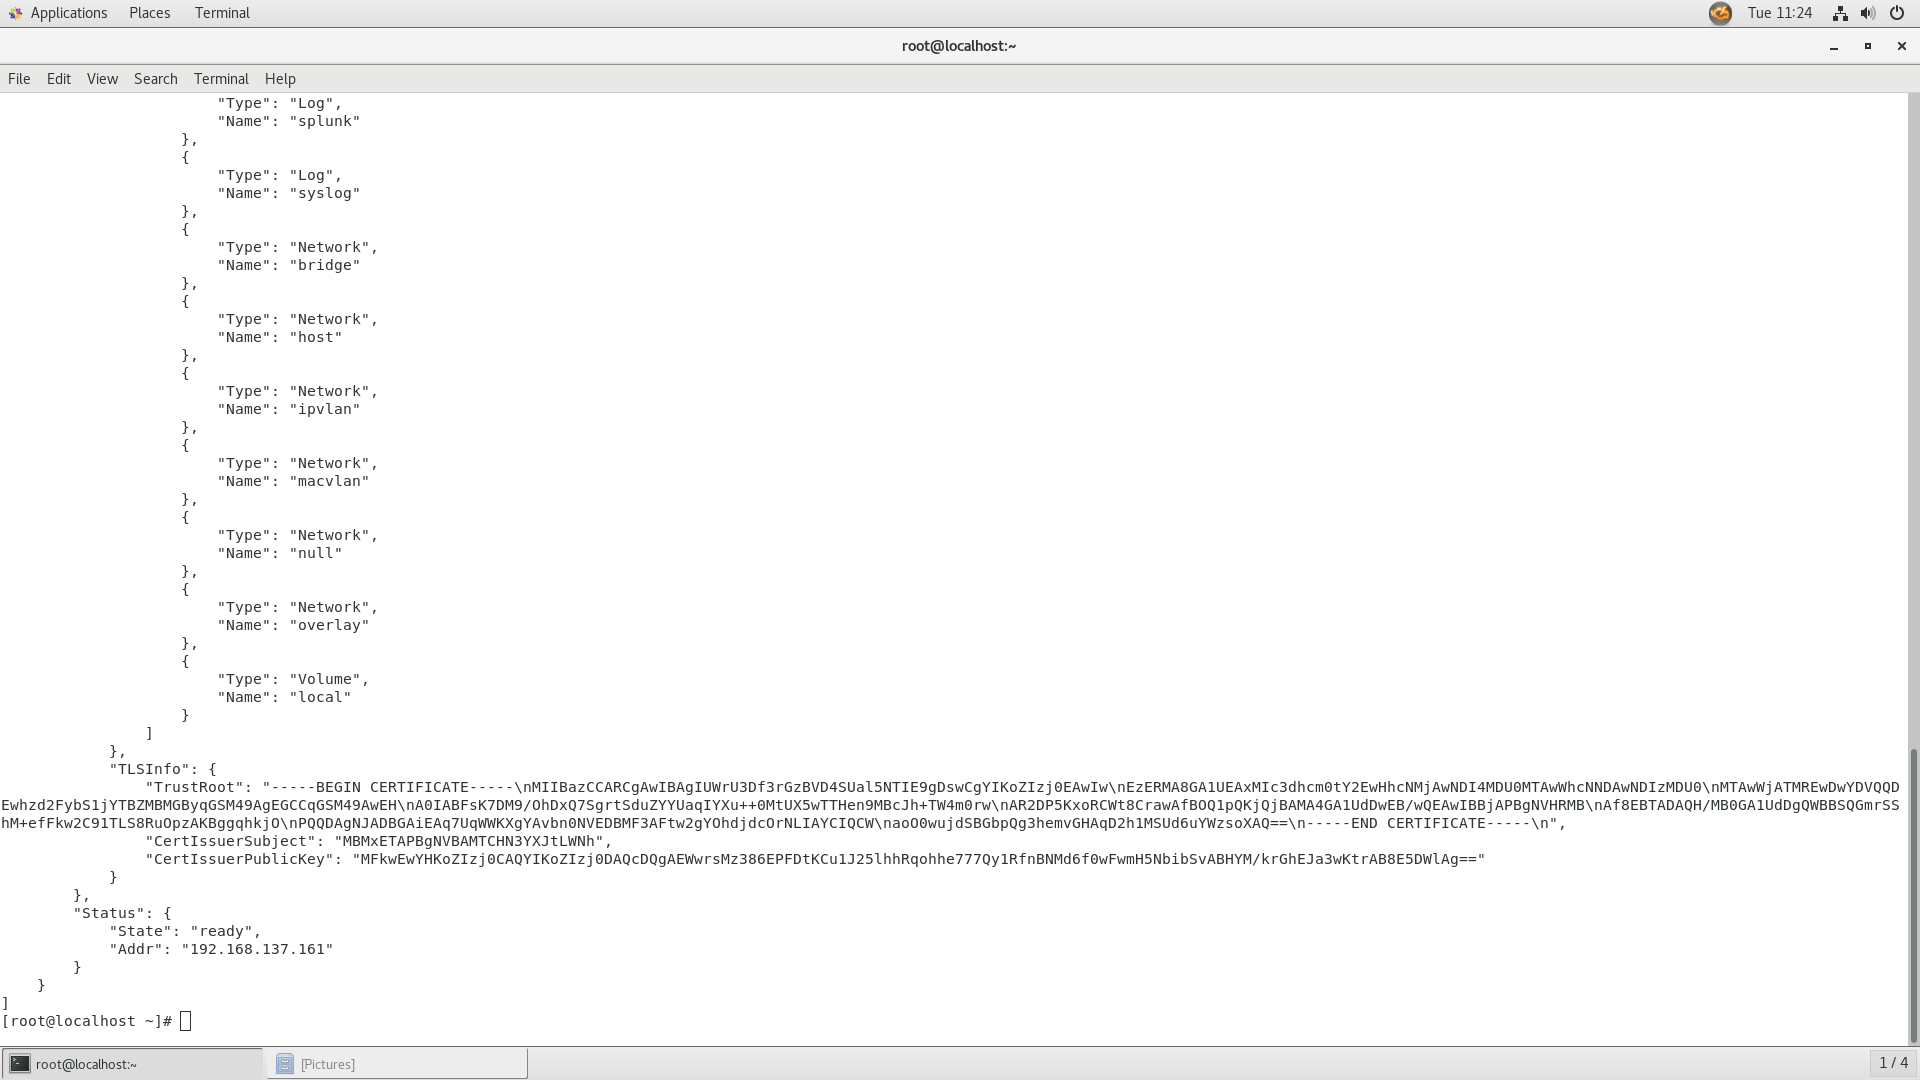 Applications Places Terminal Tue 11:24
root@localhost:~
File Edit View Search Terminal Help
"Type": "Log",
"Name": "splunk"
},
{
"Type": "Log",
"Name": "syslog"
},
{
"Type": "Network",
"Name": "bridge"
},
{
"Type": "Network",
"Name": "host"
},
{
"Type": "Network",
"Name": "ipvlan"
},
{
"Type": "Network",
"Name": "macvlan"
},
{
"Type": "Network",
"Name": "null"
},
{
"Type": "Network",
"Name": "overlay"
},
{
"Type": "Volume",
"Name": "local"
}
]
},
"TLSInfo": {
"TrustRoot": "-----BEGIN CERTIFICATE-----\nMIIBazCCARCgAwIBAgIUWrU3Df3rGzBVD4SUal5NTIE9gDswCgYIKoZIzj0EAwIw\nEzERMA8GA1UEAxMIc3dhcm0tY2EwHhcNMjAwNDI4MDU0MTAwWhcNNDAwNDIzMDU0\nMTAwWjATMREwDwYDVQQD
Ewhzd2FybS1jYTBZMBMGByqGSM49AgEGCCqGSM49AwEH\nA0IABFsK7DM9/OhDxQ7SgrtSduZYYUaqIYXu++0MtUX5wTTHen9MBcJh+TW4m0rw\nAR2DP5KxoRCWt8CrawAfBOQ1pQKjQjBAMA4GA1UdDwEB/wQEAwIBBjAPBgNVHRMB\nAf8EBTADAQH/MB0GA1UdDgQWBBSQGmrSS
hM+efFkw2C91TLS8RuOpzAKBggqhkjO\nPQQDAgNJADBGAiEAq7UqWWKXgYAvbn0NVEDBMF3AFtw2gYOhdjdcOrNLIAYCIQCW\naoO0wujdSBGbpQg3hemvGHAqD2h1MSUd6uYWzsoXAQ==\n-----END CERTIFICATE-----\n",
"CertIssuerSubject": "MBMxETAPBgNVBAMTCHN3YXJtLWNh",
"CertIssuerPublicKey": "MFkwEwYHKoZIzj0CAQYIKoZIzj0DAQcDQgAEWwrsMz386EPFDtKCu1J25lhhRqohhe777Qy1RfnBNMd6f0wFwmH5NbibSvABHYM/krGhEJa3wKtrAB8E5DWlAg=="
}
},
"Status": {
"State": "ready",
"Addr": "192.168.137.161"
}
}
]
[root@localhost ~]#
root@localhost:~ [Pictures] 1 / 4